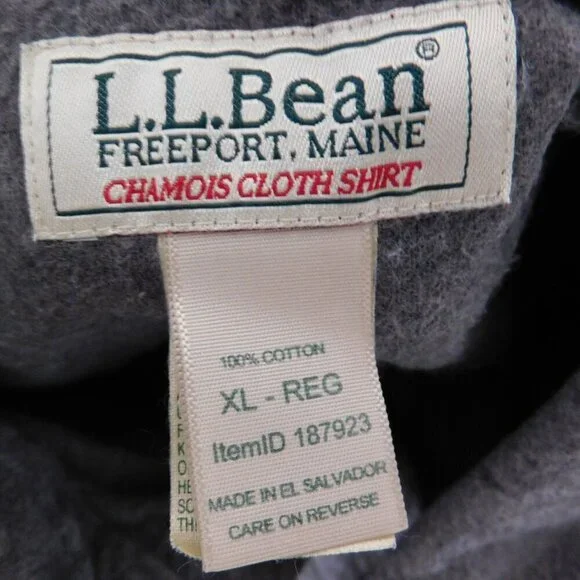 L.L.Bean®
FREEPORT, MAINE
CHAMOIS CLOTH SHIRT
100% COTTON
XL - REG
ItemID 187923
MADE IN EL SALVADOR
CARE ON REVERSE